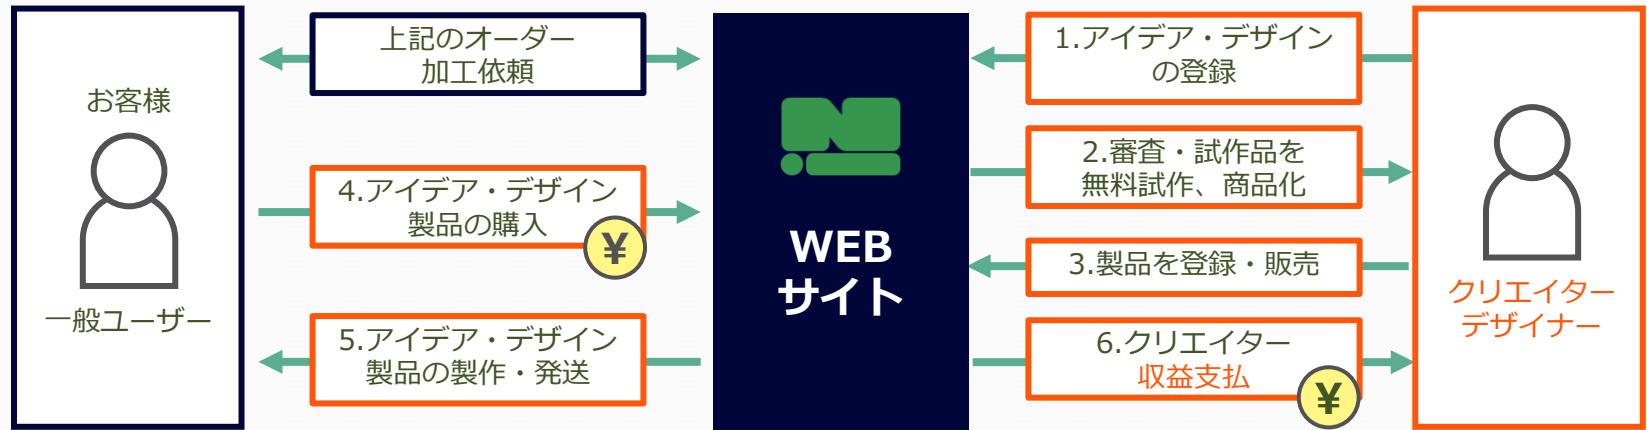 お客様
一般ユーザー
上記のオーダー
加工依頼
4.アイデア・デザイン
製品の購入
¥
5.アイデア・デザイン
製品の製作・発送
WEB
サイト
1.アイデア・デザイン
の登録
2.審査・試作品を
無料試作、商品化
3.製品を登録・販売
6.クリエイター
収益支払
¥
クリエイター
デザイナー